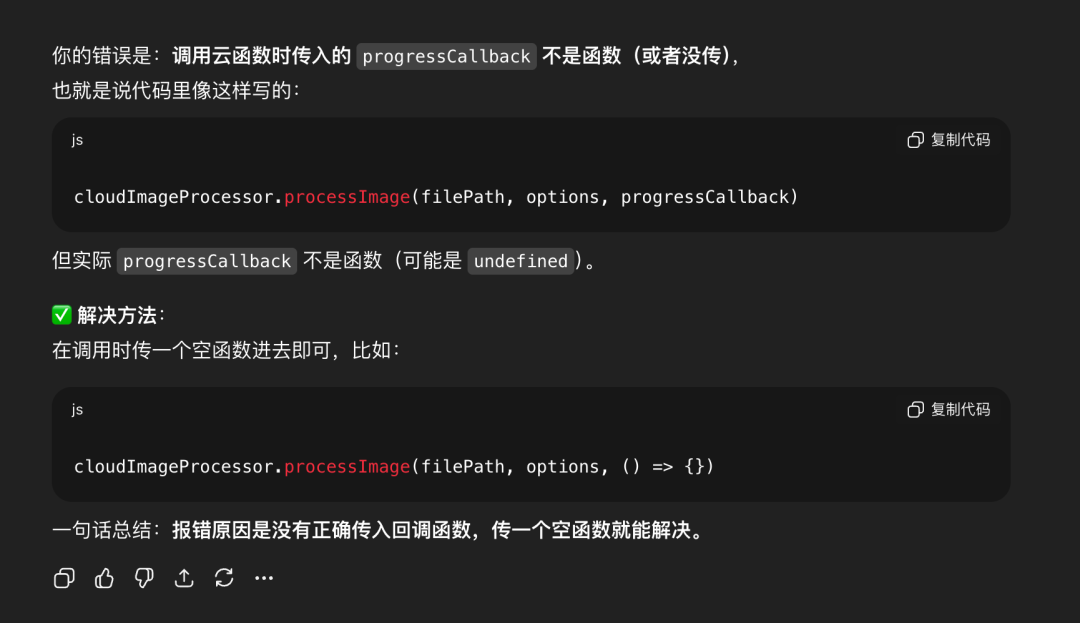 你的错误是：调用云函数时传入的 progressCallback 不是函数（或者没传），
也就是说代码里像这样写的：
js
复制代码
cloudImageProcessor.processImage(filePath, options, progressCallback)
但实际 progressCallback 不是函数（可能是 undefined）。
✅ 解决方法：
在调用时传一个空函数进去即可，比如：
js
复制代码
cloudImageProcessor.processImage(filePath, options, () => {})
一句话总结：报错原因是没有正确传入回调函数，传一个空函数就能解决。